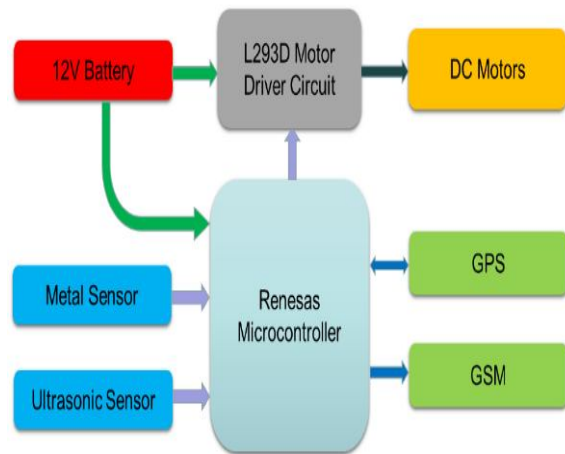 12V Battery
L293D Motor
Driver Circuit
DC Motors
Metal Sensor
Renesas
Microcontroller
GPS
Ultrasonic Sensor
GSM